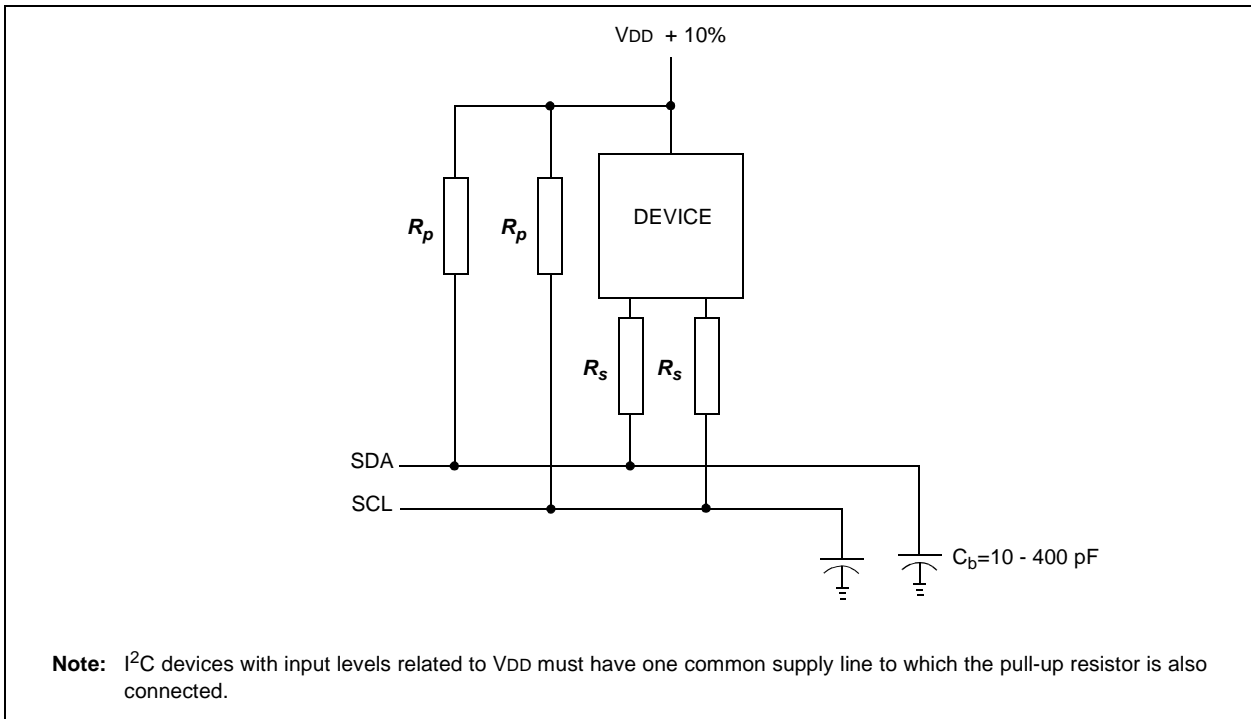 VDD + 10%
DEVICE
Rp
Rp
Rs
Rs
SDA
SCL
Cb=10 - 400 pF
Note: I2C devices with input levels related to VDD must have one common supply line to which the pull-up resistor is also
connected.